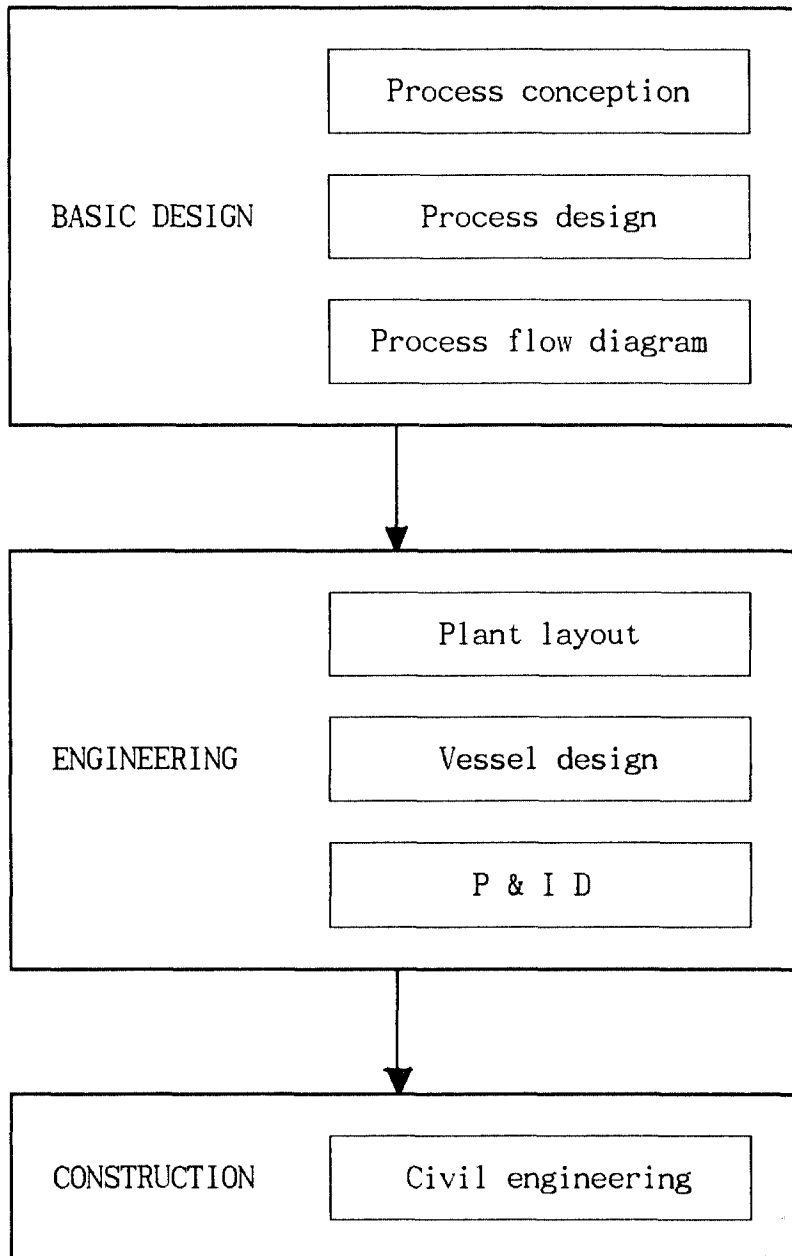 BASIC DESIGN
Process conception
Process design
Process flow diagram
ENGINEERING
Plant layout
Vessel design
P & I D
CONSTRUCTION
Civil engineering